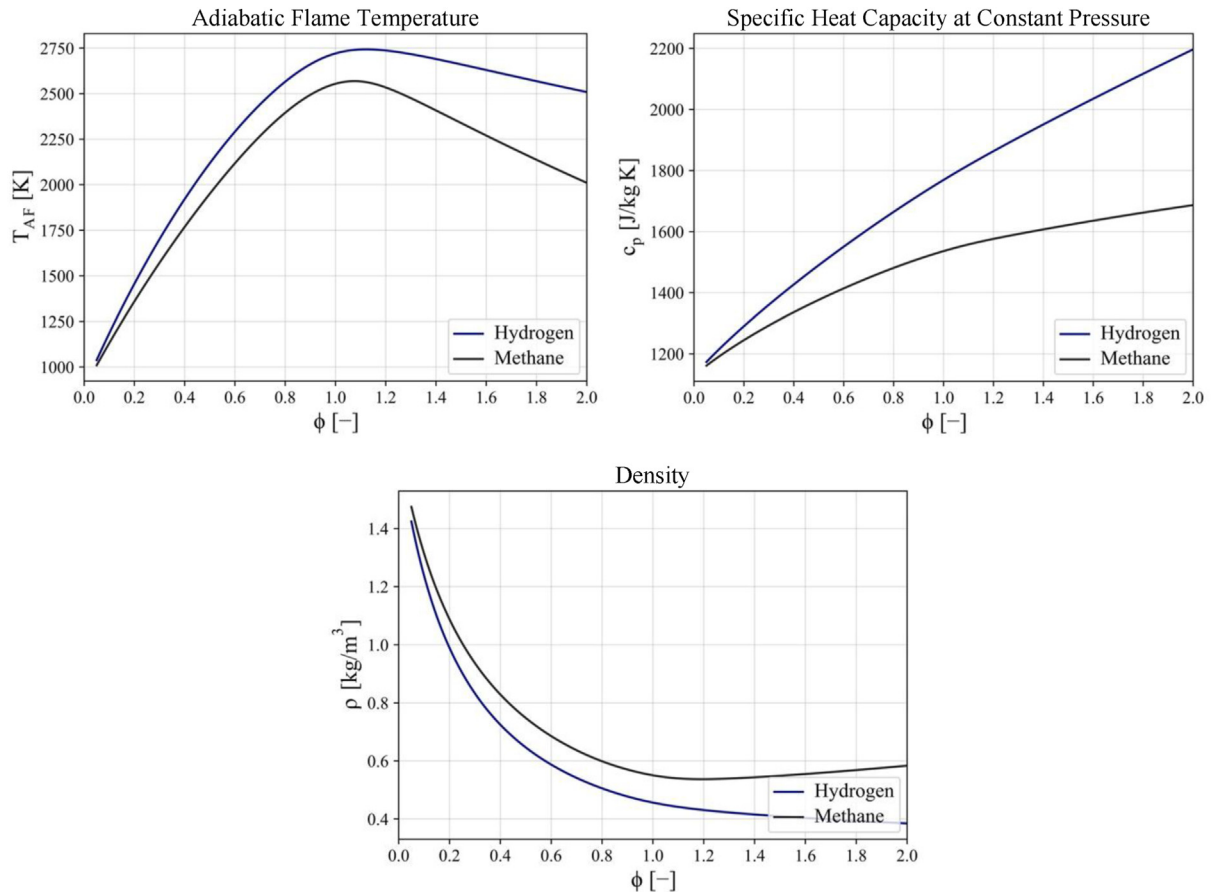 Adiabatic Flame Temperature
2750
2500
2250
2000
1750
1500
1250
1000
T_AF [K]
0.0 0.2 0.4 0.6 0.8 1.0 1.2 1.4 1.6 1.8 2.0
ϕ [−]
Hydrogen
Methane
Specific Heat Capacity at Constant Pressure
2200
2000
1800
1600
1400
1200
c_p [J/kg K]
0.0 0.2 0.4 0.6 0.8 1.0 1.2 1.4 1.6 1.8 2.0
ϕ [−]
Hydrogen
Methane
Density
1.4
1.2
1.0
0.8
0.6
0.4
ρ [kg/m³]
0.0 0.2 0.4 0.6 0.8 1.0 1.2 1.4 1.6 1.8 2.0
ϕ [−]
Hydrogen
Methane